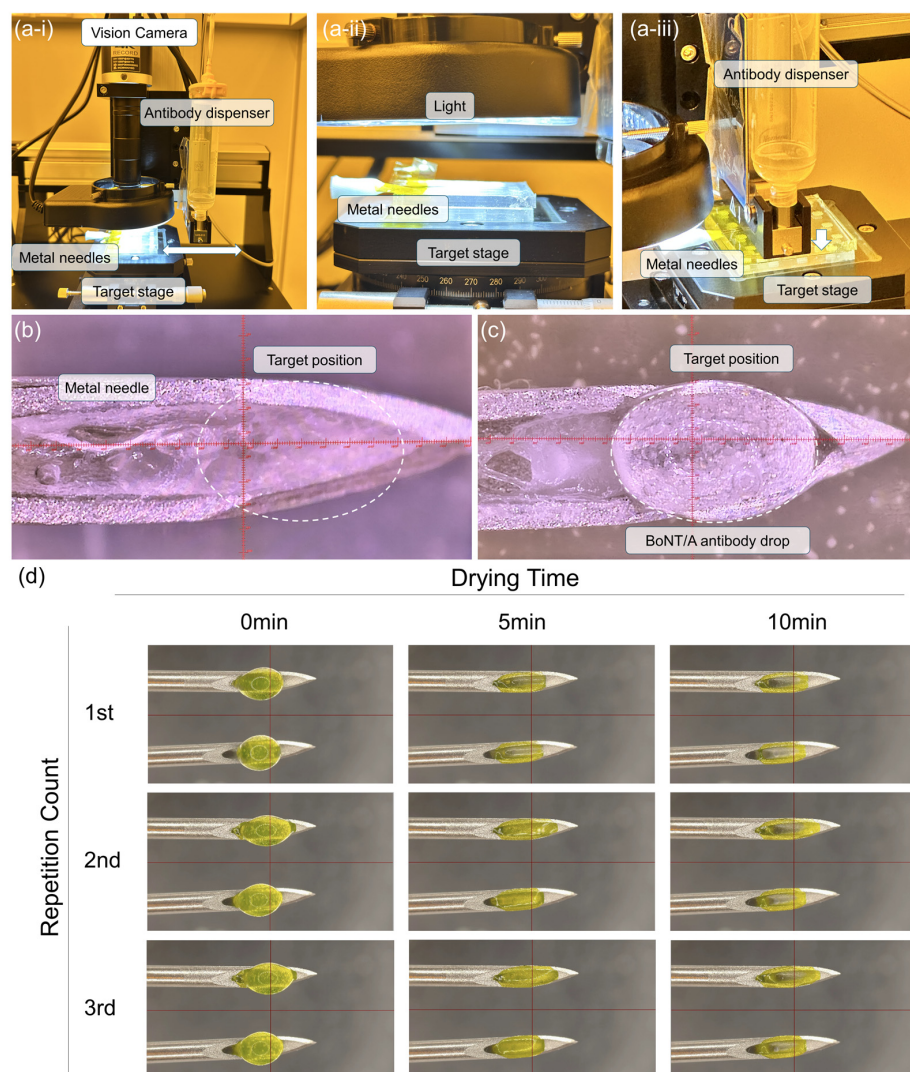 (a-i)
Vision Camera
RECORD
Antibody dispenser
Metal needles
Target stage
(a-ii)
Light
Metal needles
Target stage
250 260 270 280 290
(a-iii)
Antibody dispenser
Metal needles
Target stage
(b)
Target position
Metal needle
(c)
Target position
BoNT/A antibody drop
(d)
Drying Time
0min 5min 10min
Repetition Count
1st
2nd
3rd